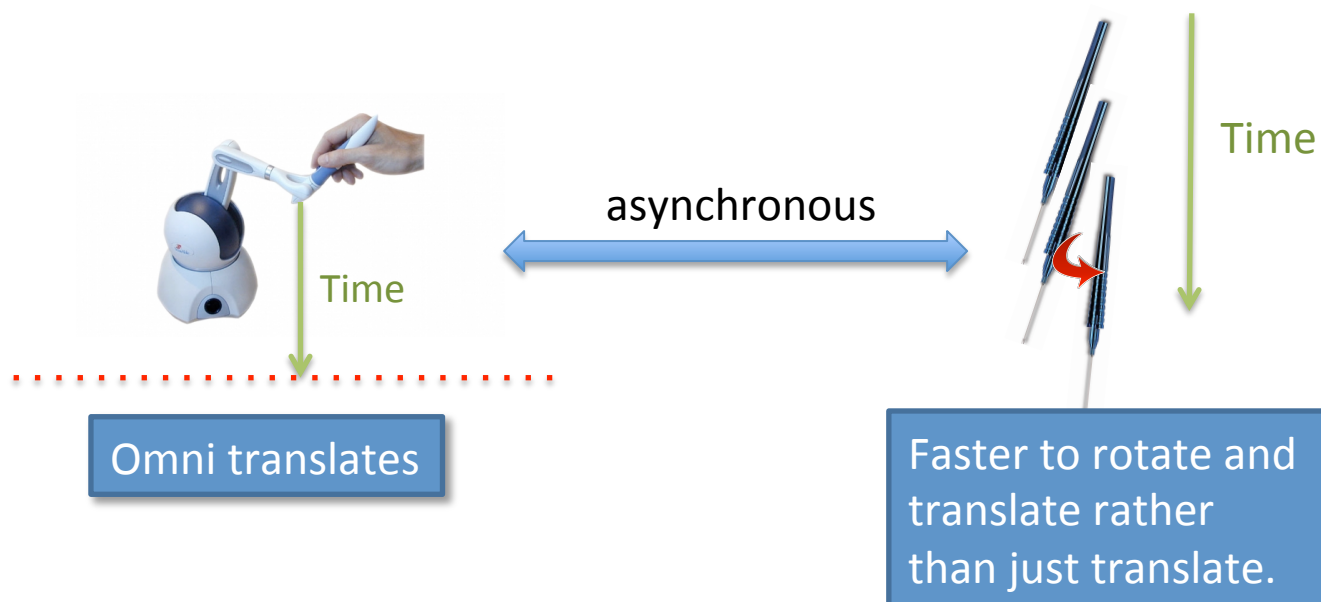 Time
asynchronous
Time
Omni translates
Faster to rotate and
translate rather
than just translate.